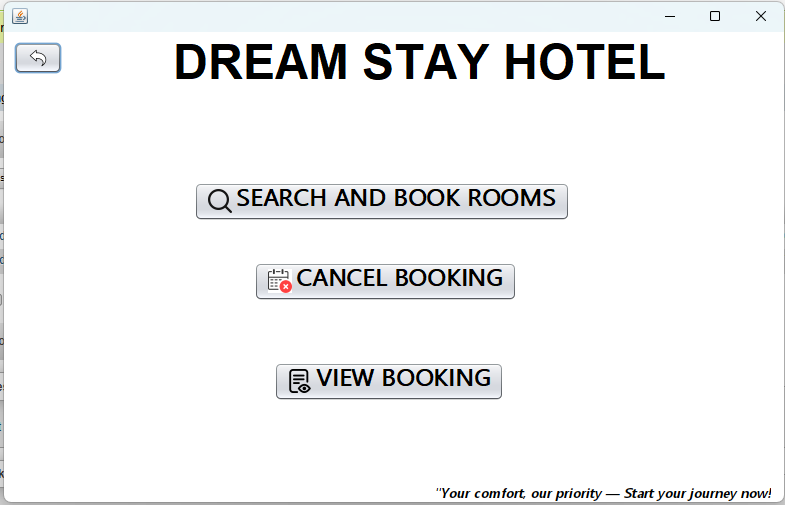 DREAM STAY HOTEL
SEARCH AND BOOK ROOMS
CANCEL BOOKING
VIEW BOOKING
"Your comfort, our priority — Start your journey now!